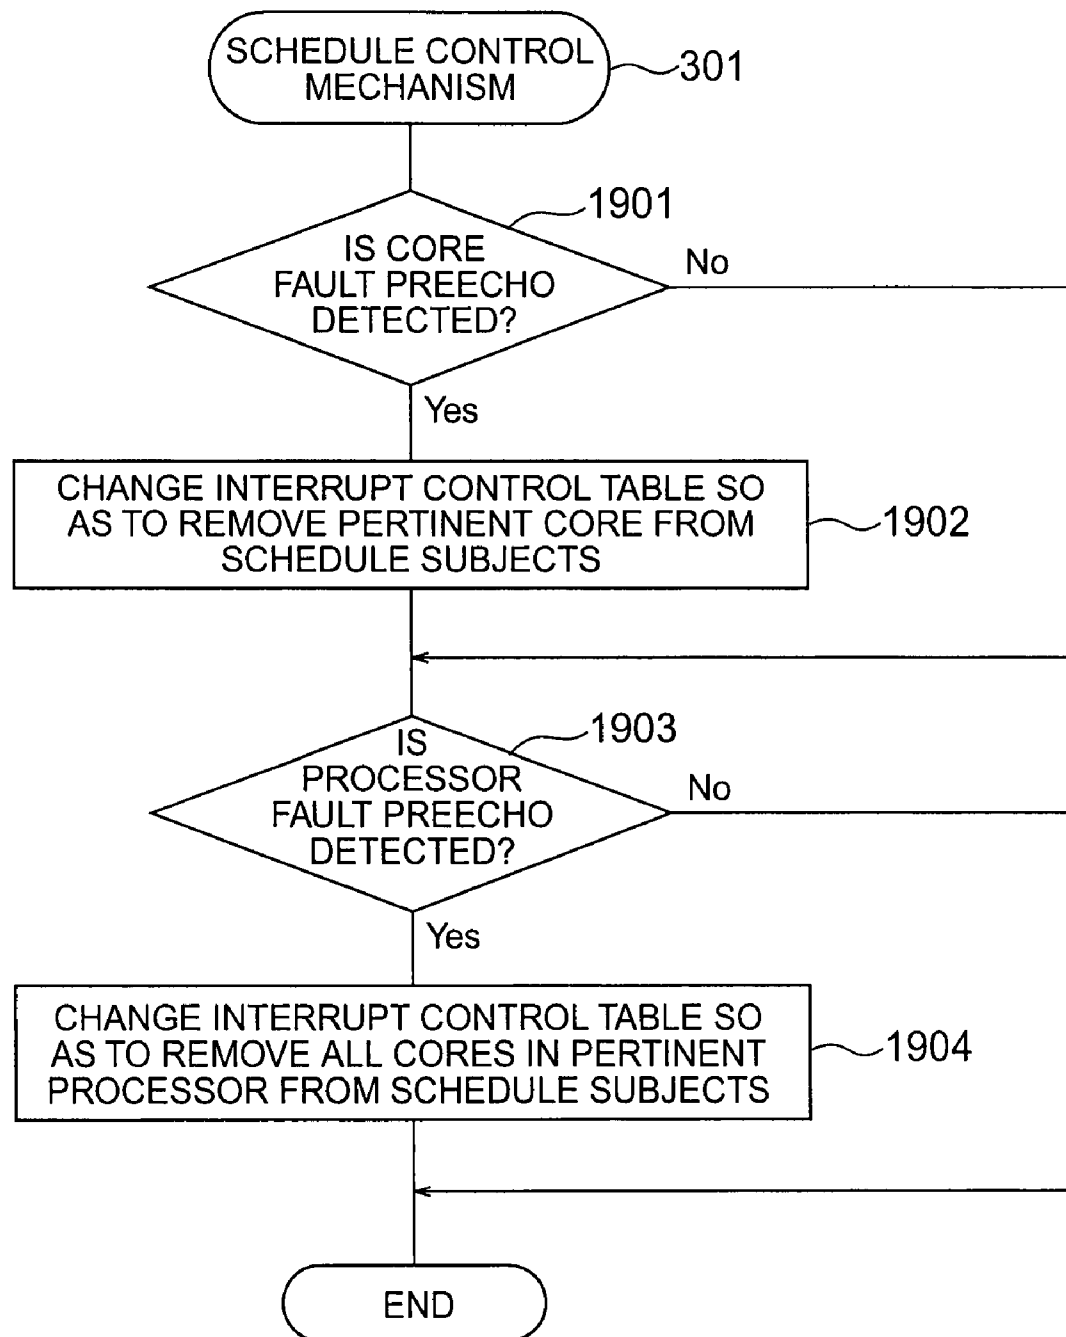 SCHEDULE CONTROL
MECHANISM
301
1901
IS CORE
FAULT PREECHO
DETECTED?
No
Yes
CHANGE INTERRUPT CONTROL TABLE SO
AS TO REMOVE PERTINENT CORE FROM
SCHEDULE SUBJECTS
1902
1903
IS
PROCESSOR
FAULT PREECHO
DETECTED?
No
Yes
CHANGE INTERRUPT CONTROL TABLE SO
AS TO REMOVE ALL CORES IN PERTINENT
PROCESSOR FROM SCHEDULE SUBJECTS
1904
END